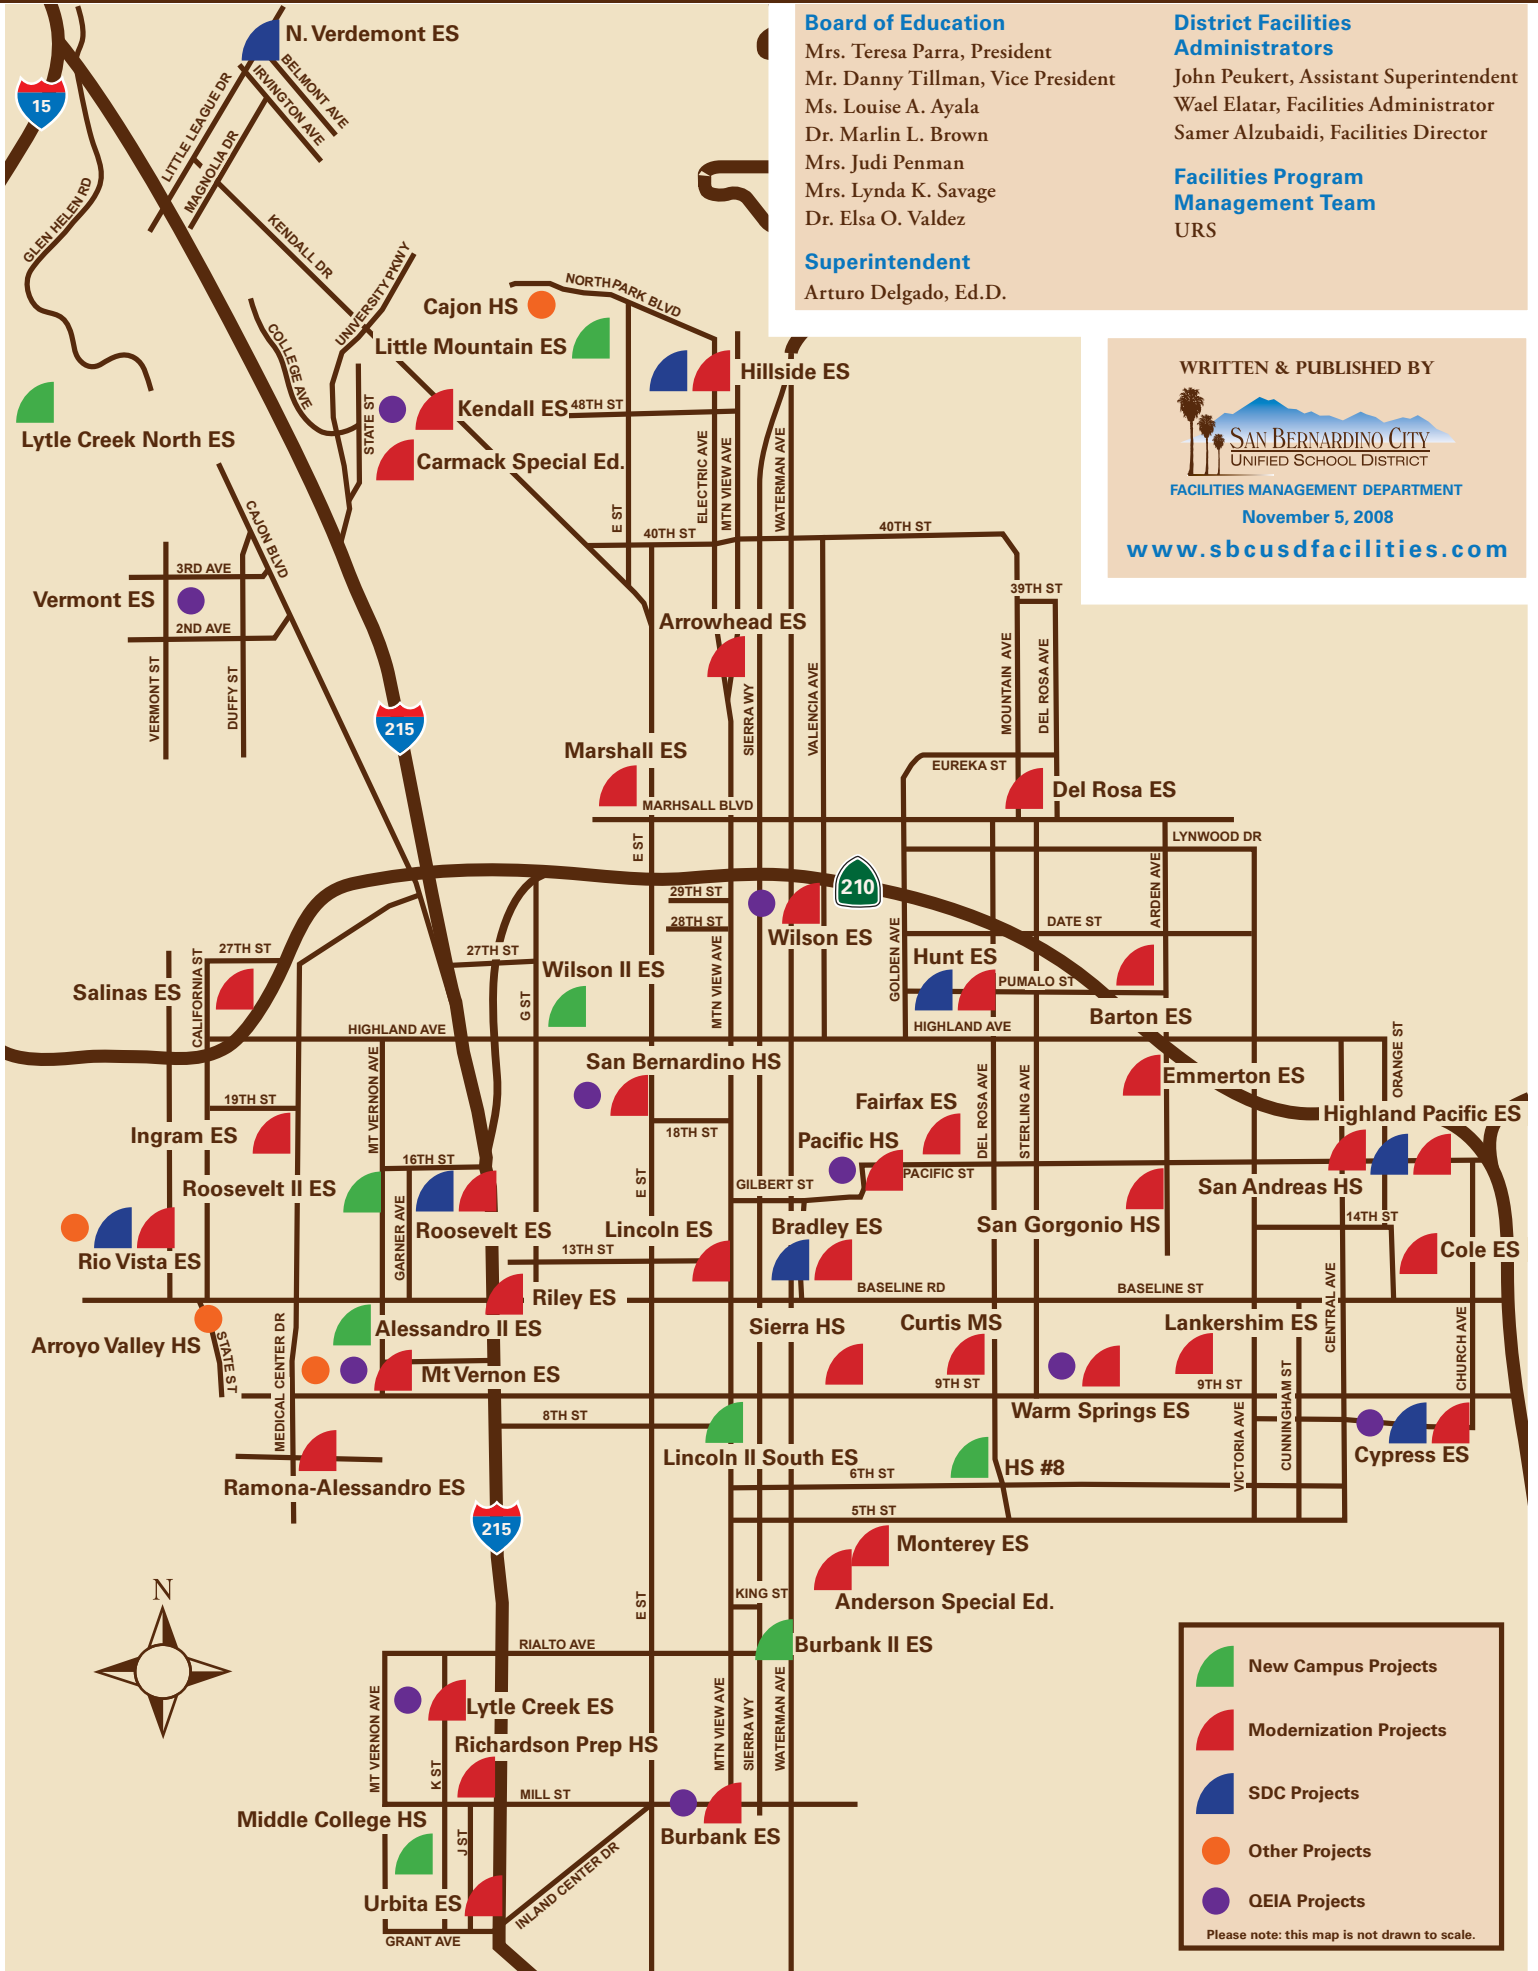 Board of Education
Mrs. Teresa Parra, President
Mr. Danny Tillman, Vice President
Ms. Louise A. Ayala
Dr. Marlin L. Brown
Mrs. Judi Penman
Mrs. Lynda K. Savage
Dr. Elsa O. Valdez
Superintendent
Arturo Delgado, Ed.D.
District Facilities
Administrators
John Peukert, Assistant Superintendent
Wael Elatar, Facilities Administrator
Samer Alzubaidi, Facilities Director
Facilities Program
Management Team
URS
WRITTEN & PUBLISHED BY
SAN BERNARDINO CITY
UNIFIED SCHOOL DISTRICT
FACILITIES MANAGEMENT DEPARTMENT
November 5, 2008
www.sbcusdfacilities.com
N. Verdemont ES
15
BELMONT AVE
IRVINGTON AVE
LITTLE LEAGUE DR
MAGNOLIA DR
GLEN HELEN RD
KENDALL DR
UNIVERSITY PKWY
COLLEGE AVE
NORTHPARK BLVD
Cajon HS
Little Mountain ES
Hillside ES
Kendall ES
48TH ST
STATE ST
Lytle Creek North ES
Carmack Special Ed.
ELECTRIC AVE
MTN VIEW AVE
WATERMAN AVE
E ST
CAJON BLVD
40TH ST
40TH ST
3RD AVE
Vermont ES
2ND AVE
39TH ST
Arrowhead ES
VERMONT ST
DUFFY ST
SIERRA WY
VALENCIA AVE
MOUNTAIN AVE
DEL ROSA AVE
215
Marshall ES
EUREKA ST
Del Rosa ES
MARHSALL BLVD
E ST
LYNWOOD DR
210
29TH ST
28TH ST
Wilson ES
ARDEN AVE
DATE ST
GOLDEN AVE
27TH ST
27TH ST
CALIFORNIA ST
Salinas ES
Wilson II ES
G ST
MTN VIEW AVE
Hunt ES
PUMALO ST
Barton ES
HIGHLAND AVE
HIGHLAND AVE
MT VERNON AVE
San Bernardino HS
DEL ROSA AVE
STERLING AVE
Emmerton ES
ORANGE ST
19TH ST
Ingram ES
Fairfax ES
Highland Pacific ES
18TH ST
Pacific HS
16TH ST
PACIFIC ST
Roosevelt II ES
E ST
GILBERT ST
San Andreas HS
GARNER AVE
Roosevelt ES
Lincoln ES
Bradley ES
San Gorgonio HS
14TH ST
Rio Vista ES
13TH ST
Cole ES
BASELINE RD
BASELINE ST
Riley ES
CENTRAL AVE
CHURCH AVE
Arroyo Valley HS
STATE ST
MEDICAL CENTER DR
Alessandro II ES
Sierra HS
Curtis MS
Lankershim ES
Mt Vernon ES
9TH ST
9TH ST
Warm Springs ES
VICTORIA AVE
CUNNINGHAM ST
8TH ST
Cypress ES
Lincoln II South ES
HS #8
6TH ST
Ramona-Alessandro ES
5TH ST
215
Monterey ES
Anderson Special Ed.
KING ST
E ST
N
RIALTO AVE
Burbank II ES
MT VERNON AVE
Lytle Creek ES
MTN VIEW AVE
SIERRA WY
WATERMAN AVE
Richardson Prep HS
K ST
MILL ST
Middle College HS
J ST
Burbank ES
INLAND CENTER DR
Urbita ES
GRANT AVE
New Campus Projects
Modernization Projects
SDC Projects
Other Projects
QEIA Projects
Please note: this map is not drawn to scale.